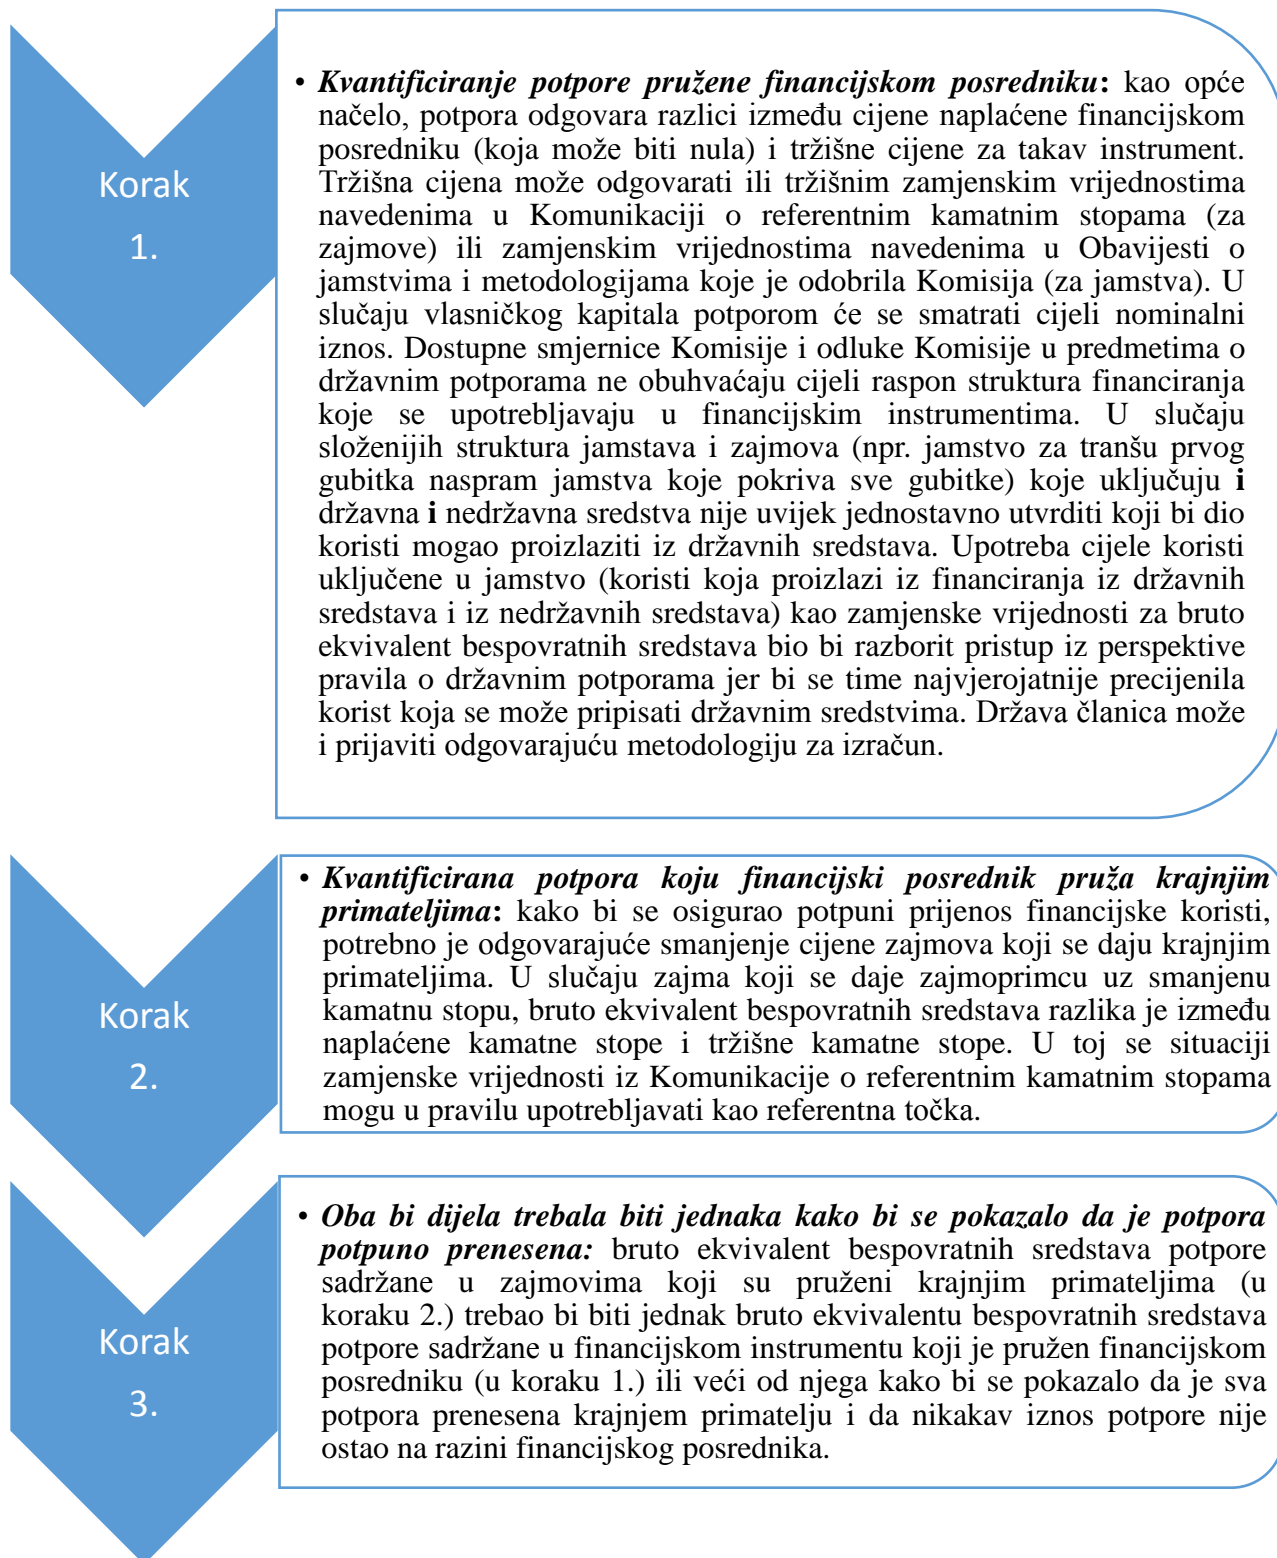 Korak
1.
• Kvantificiranje potpore pružene financijskom posredniku: kao opće
načelo, potpora odgovara razlici između cijene naplaćene financijskom
posredniku (koja može biti nula) i tržišne cijene za takav instrument.
Tržišna cijena može odgovarati ili tržišnim zamjenskim vrijednostima
navedenima u Komunikaciji o referentnim kamatnim stopama (za
zajmove) ili zamjenskim vrijednostima navedenima u Obavijesti o
jamstvima i metodologijama koje je odobrila Komisija (za jamstva). U
slučaju vlasničkog kapitala potporom će se smatrati cijeli nominalni
iznos. Dostupne smjernice Komisije i odluke Komisije u predmetima o
državnim potporama ne obuhvaćaju cijeli raspon struktura financiranja
koje se upotrebljavaju u financijskim instrumentima. U slučaju
složenijih struktura jamstava i zajmova (npr. jamstvo za tranšu prvog
gubitka naspram jamstva koje pokriva sve gubitke) koje uključuju i
državna i nedržavna sredstva nije uvijek jednostavno utvrditi koji bi dio
koristi mogao proizlaziti iz državnih sredstava. Upotreba cijele koristi
uključene u jamstvo (koristi koja proizlazi iz financiranja iz državnih
sredstava i iz nedržavnih sredstava) kao zamjenske vrijednosti za bruto
ekvivalent bespovratnih sredstava bio bi razborit pristup iz perspektive
pravila o državnim potporama jer bi se time najvjerojatnije precijenila
korist koja se može pripisati državnim sredstvima. Država članica može
i prijaviti odgovarajuću metodologiju za izračun.
Korak
2.
• Kvantificirana potpora koju financijski posrednik pruža krajnjim
primateljima: kako bi se osigurao potpuni prijenos financijske koristi,
potrebno je odgovarajuće smanjenje cijene zajmova koji se daju krajnjim
primateljima. U slučaju zajma koji se daje zajmoprimcu uz smanjenu
kamatnu stopu, bruto ekvivalent bespovratnih sredstava razlika je između
naplaćene kamatne stope i tržišne kamatne stope. U toj se situaciji
zamjenske vrijednosti iz Komunikacije o referentnim kamatnim stopama
mogu u pravilu upotrebljavati kao referentna točka.
Korak
3.
• Oba bi dijela trebala biti jednaka kako bi se pokazalo da je potpora
potpuno prenesena: bruto ekvivalent bespovratnih sredstava potpore
sadržane u zajmovima koji su pruženi krajnjim primateljima (u
koraku 2.) trebao bi biti jednak bruto ekvivalentu bespovratnih sredstava
potpore sadržane u financijskom instrumentu koji je pružen financijskom
posredniku (u koraku 1.) ili veći od njega kako bi se pokazalo da je sva
potpora prenesena krajnjem primatelju i da nikakav iznos potpore nije
ostao na razini financijskog posrednika.